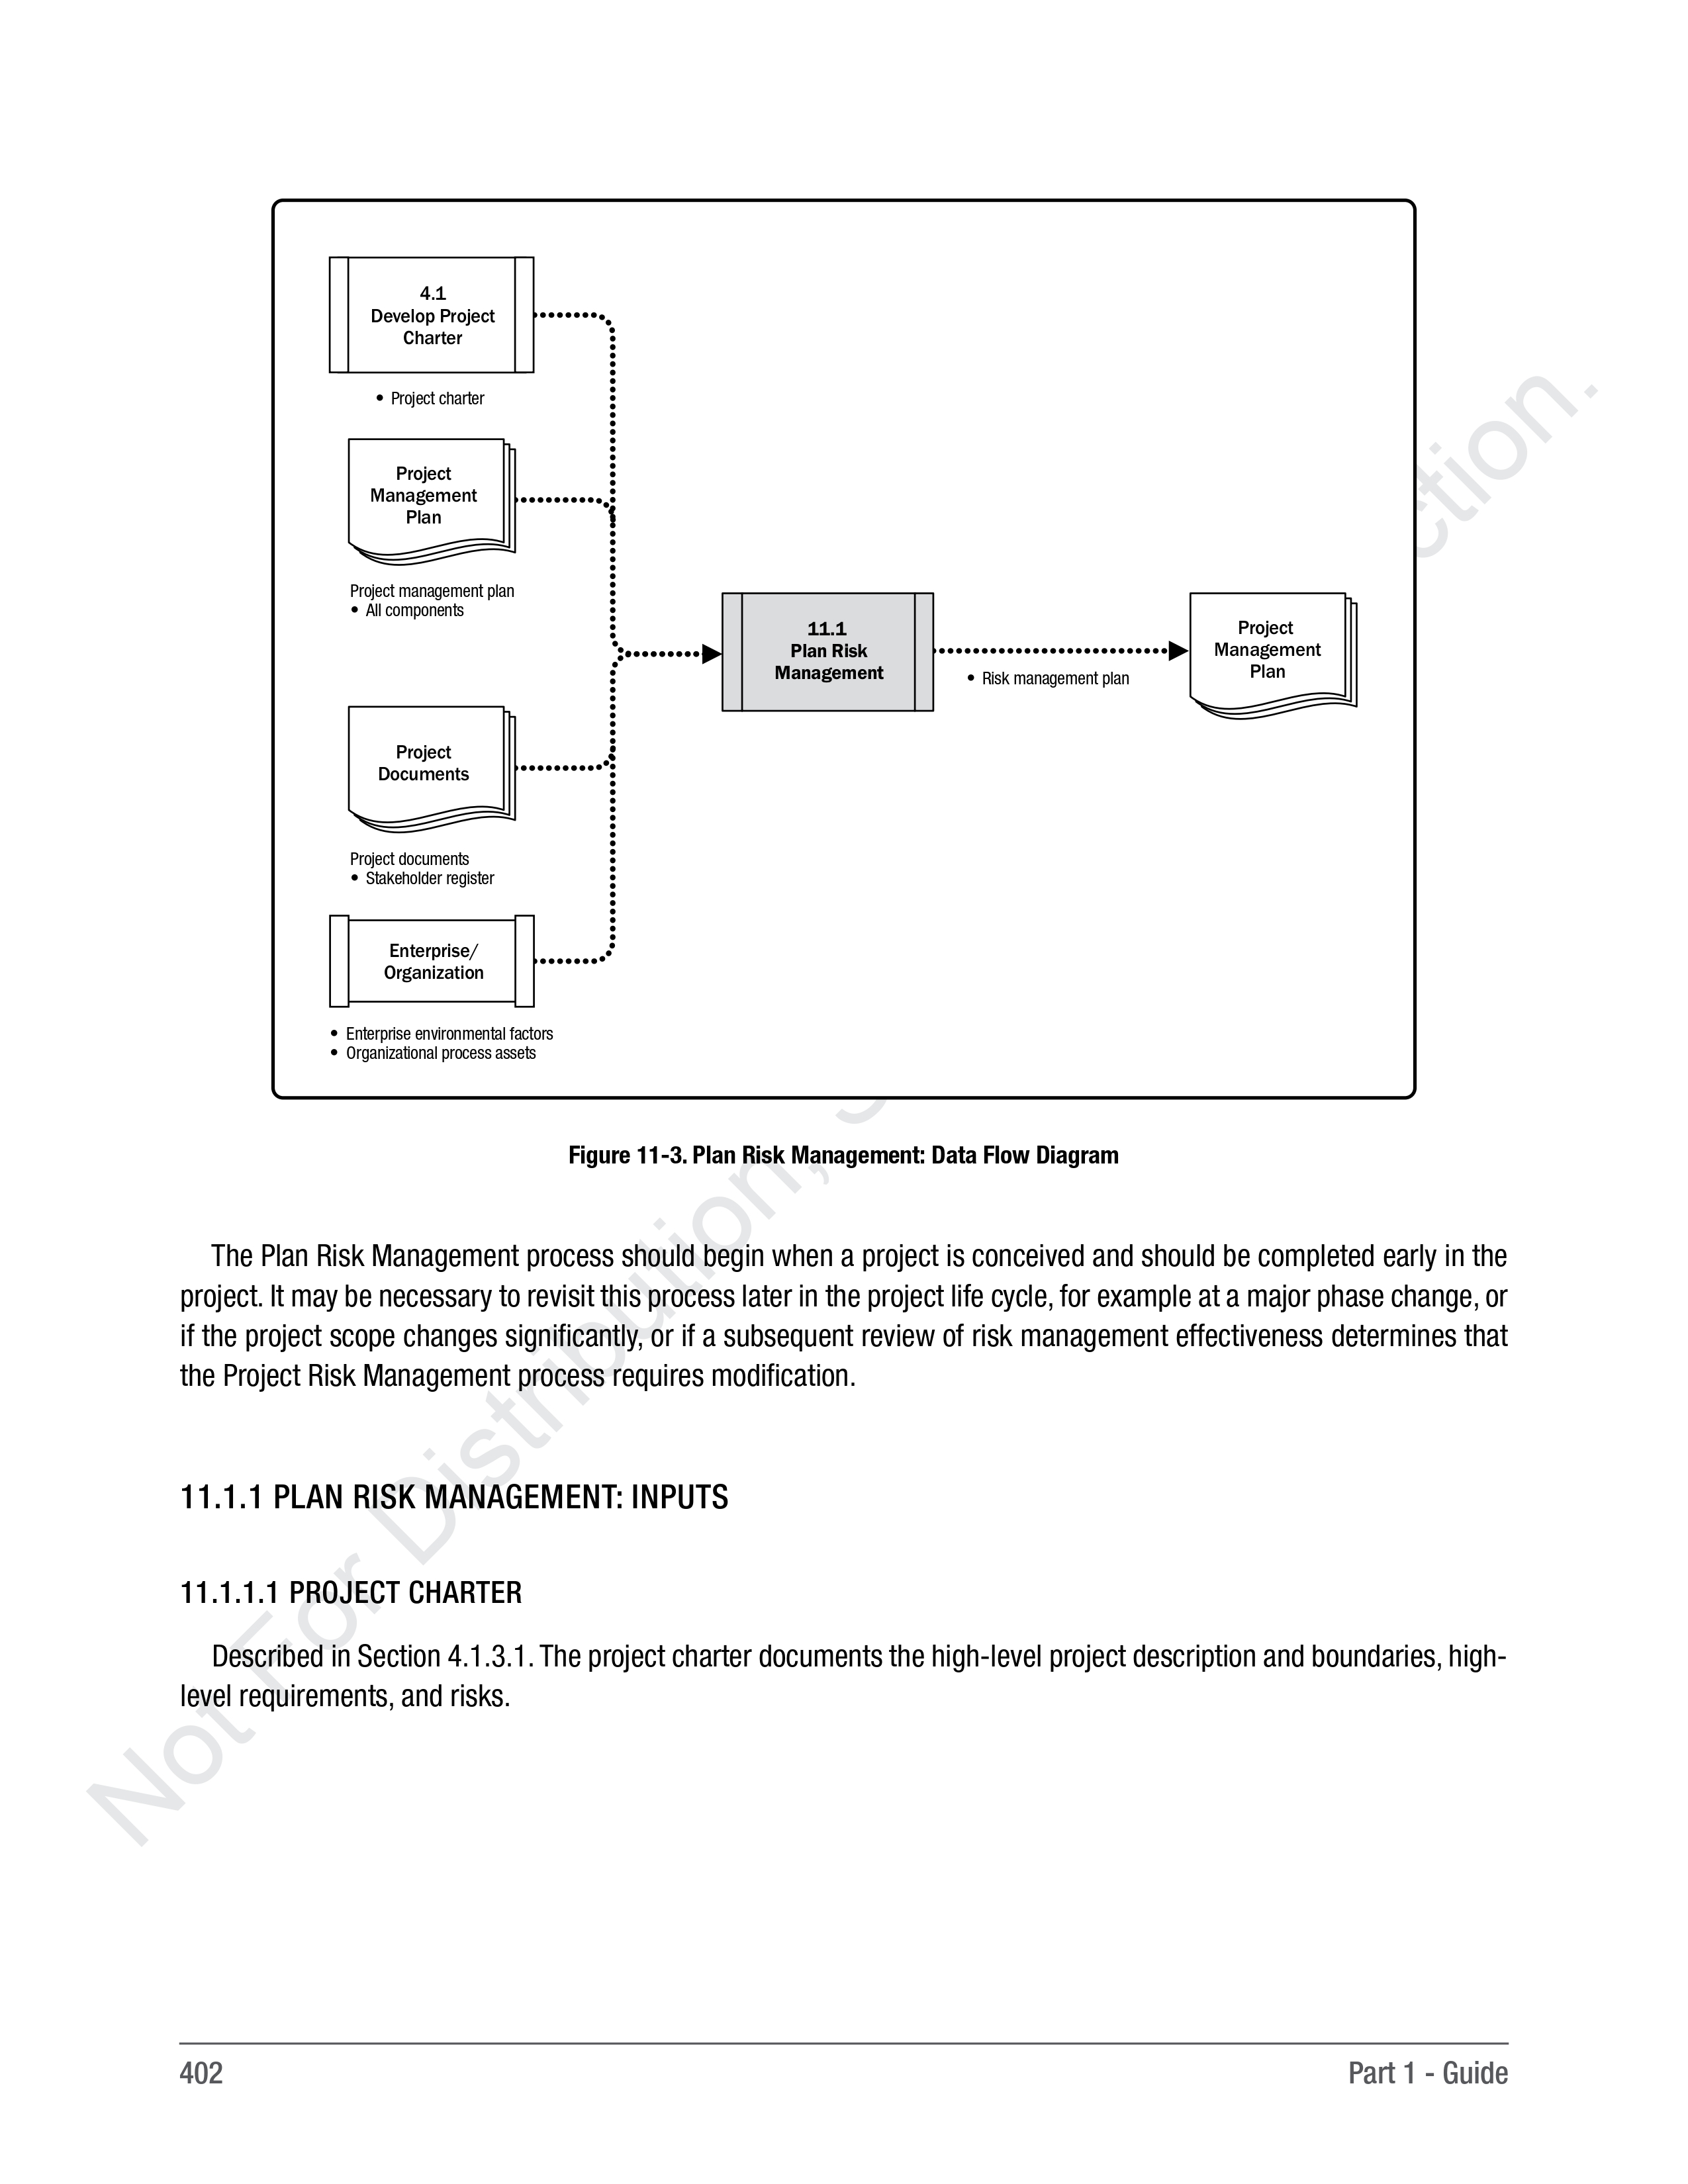 4.1
Develop Project
Charter
• Project charter
Project
Management
Plan
Project management plan
• All components
Project
Documents
Project documents
• Stakeholder register
Enterprise/
Organization
• Enterprise environmental factors
• Organizational process assets
11.1
Plan Risk
Management
• Risk management plan
Project
Management
Plan
Figure 11-3. Plan Risk Management: Data Flow Diagram
The Plan Risk Management process should begin when a project is conceived and should be completed early in the
project. It may be necessary to revisit this process later in the project life cycle, for example at a major phase change, or
if the project scope changes significantly, or if a subsequent review of risk management effectiveness determines that
the Project Risk Management process requires modification.
11.1.1 PLAN RISK MANAGEMENT: INPUTS
11.1.1.1 PROJECT CHARTER
Described in Section 4.1.3.1. The project charter documents the high-level project description and boundaries, high-
level requirements, and risks.
Not For Distribution,
402
Part 1 - Guide